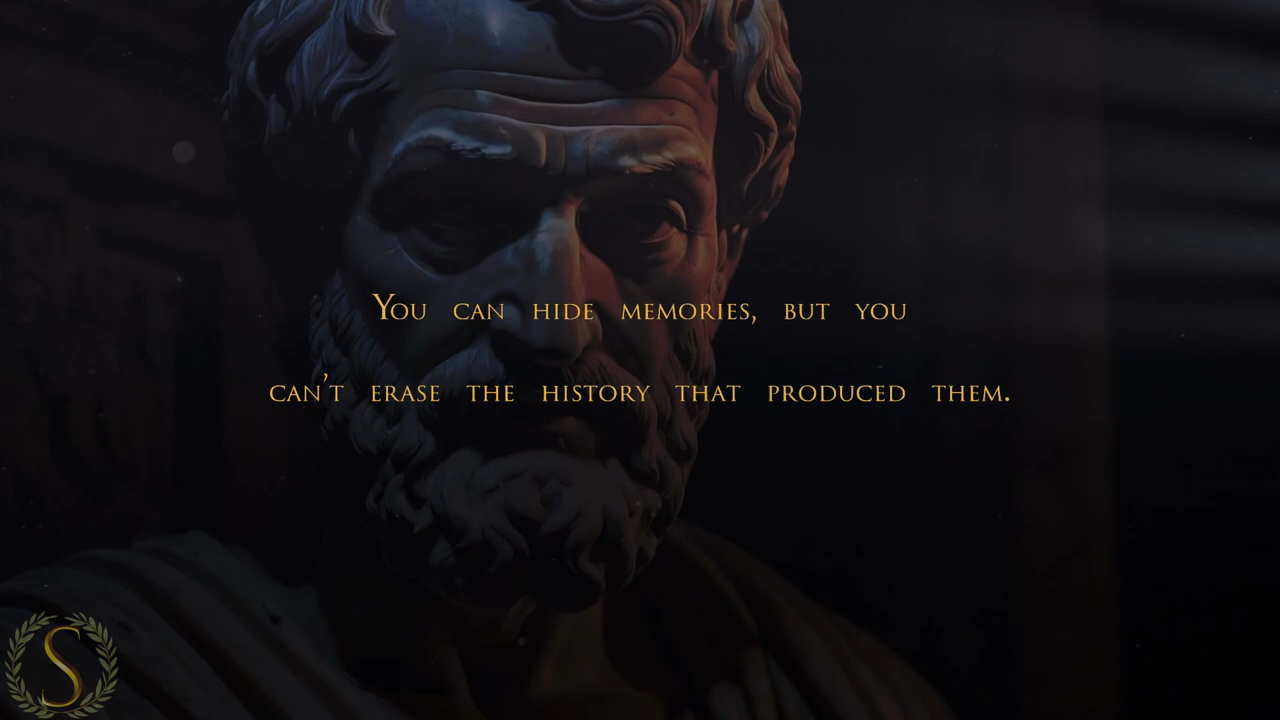 You can hide memories, but you
can't erase the history that produced them.
S